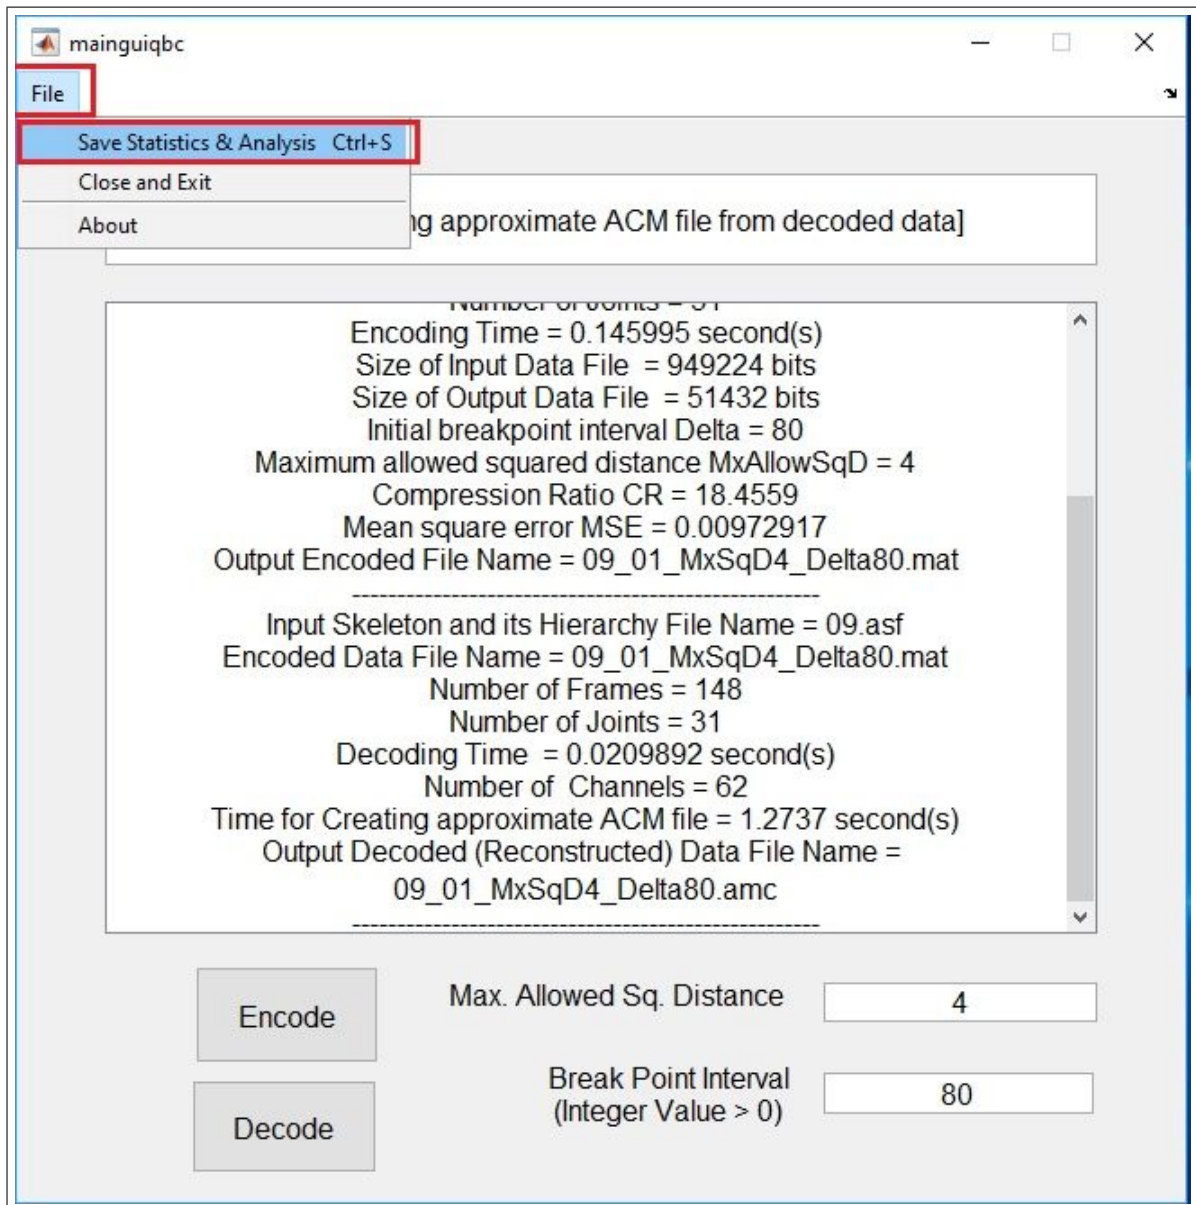 mainguiqbc
File
Save Statistics & Analysis Ctrl+S
Close and Exit
About
ng approximate ACM file from decoded data]
Number of Joints = 31
Encoding Time = 0.145995 second(s)
Size of Input Data File = 949224 bits
Size of Output Data File = 51432 bits
Initial breakpoint interval Delta = 80
Maximum allowed squared distance MxAllowSqD = 4
Compression Ratio CR = 18.4559
Mean square error MSE = 0.00972917
Output Encoded File Name = 09_01_MxSqD4_Delta80.mat
----------------------------------------------------
Input Skeleton and its Hierarchy File Name = 09.asf
Encoded Data File Name = 09_01_MxSqD4_Delta80.mat
Number of Frames = 148
Number of Joints = 31
Decoding Time = 0.0209892 second(s)
Number of Channels = 62
Time for Creating approximate ACM file = 1.2737 second(s)
Output Decoded (Reconstructed) Data File Name =
09_01_MxSqD4_Delta80.amc
----------------------------------------------------
Encode
Max. Allowed Sq. Distance
4
Decode
Break Point Interval
(Integer Value > 0)
80